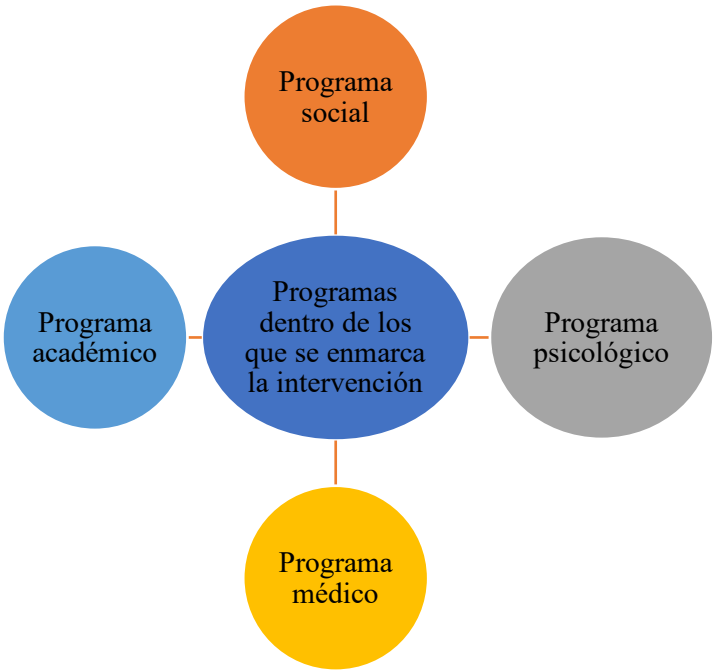 Programa
social
Programa
académico
Programas
dentro de los
que se enmarca
la intervención
Programa
psicológico
Programa
médico